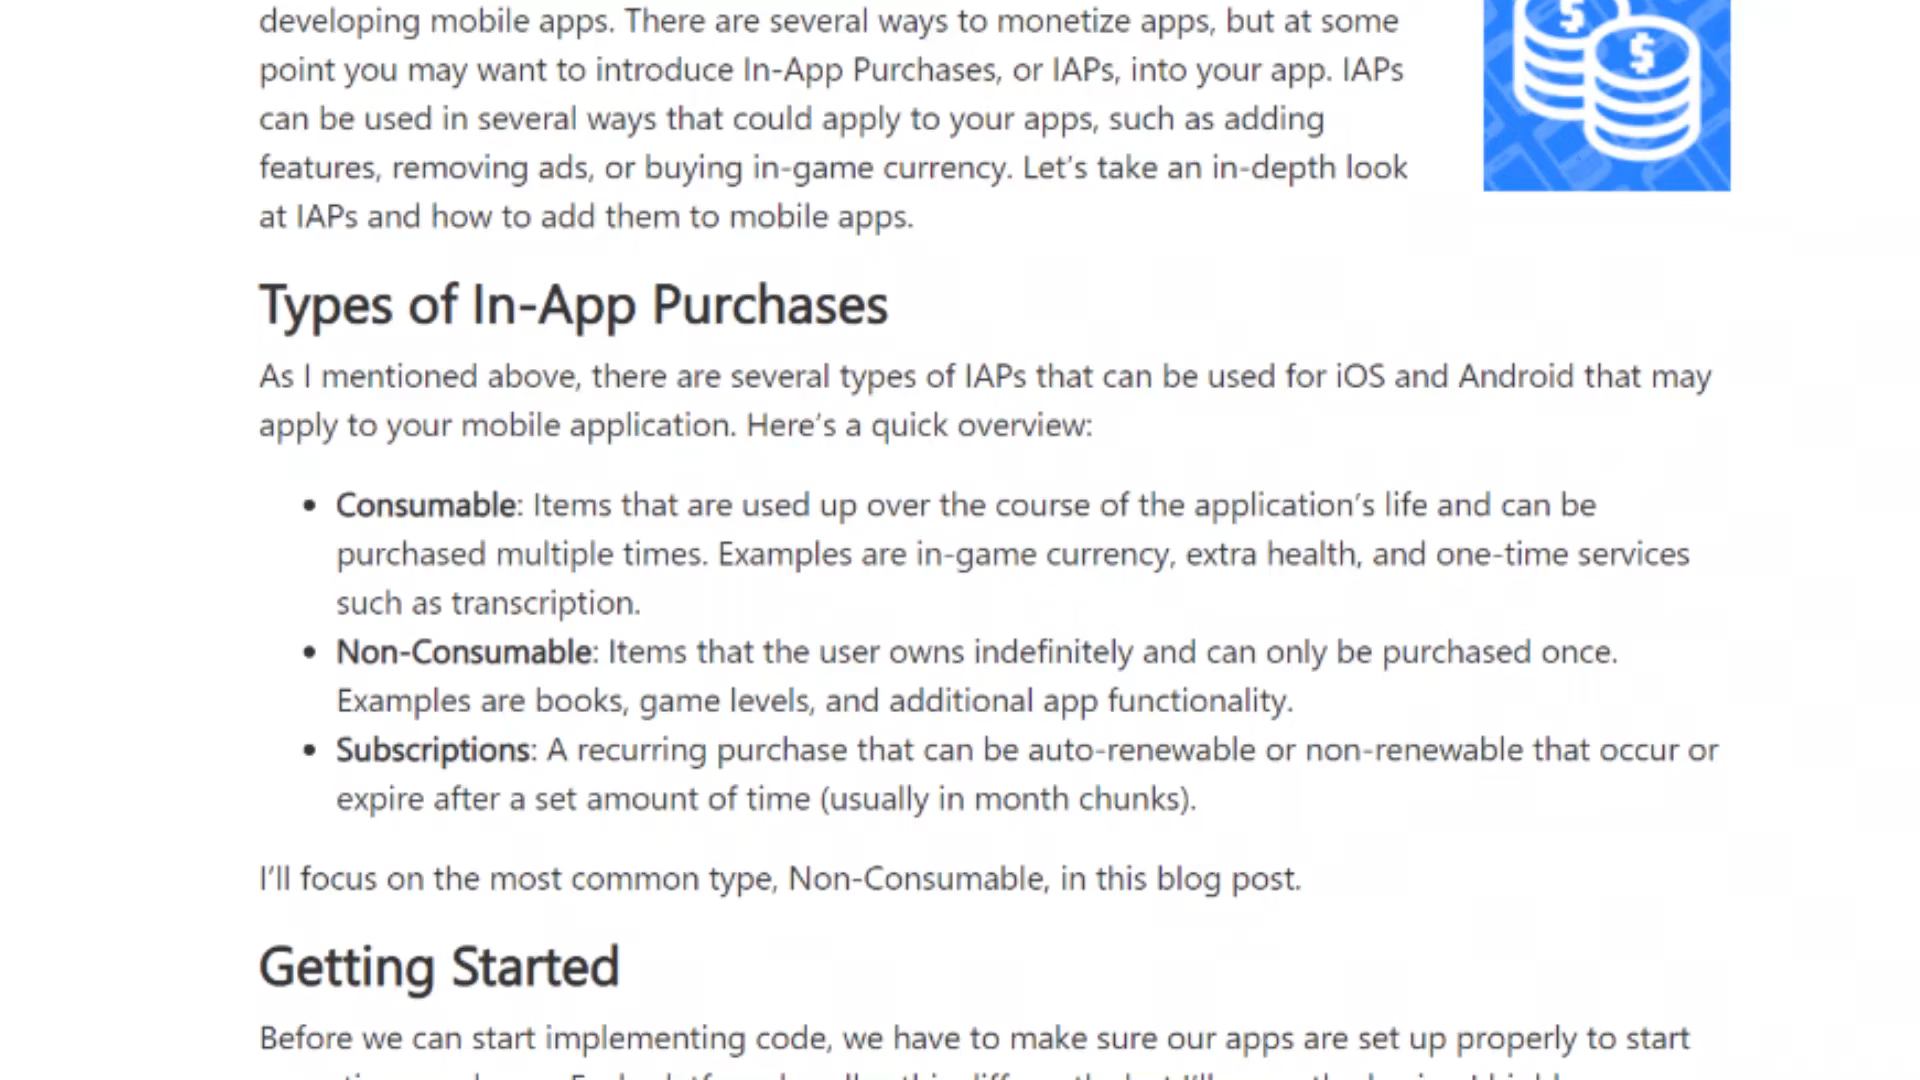 developing mobile apps. There are several ways to monetize apps, but at some
point you may want to introduce In-App Purchases, or IAPs, into your app. IAPs
can be used in several ways that could apply to your apps, such as adding
features, removing ads, or buying in-game currency. Let's take an in-depth look
at IAPs and how to add them to mobile apps.
$
$
Types of In-App Purchases
As I mentioned above, there are several types of IAPs that can be used for iOS and Android that may
apply to your mobile application. Here's a quick overview:
• Consumable: Items that are used up over the course of the application's life and can be
purchased multiple times. Examples are in-game currency, extra health, and one-time services
such as transcription.
• Non-Consumable: Items that the user owns indefinitely and can only be purchased once.
Examples are books, game levels, and additional app functionality.
• Subscriptions: A recurring purchase that can be auto-renewable or non-renewable that occur or
expire after a set amount of time (usually in month chunks).
I'll focus on the most common type, Non-Consumable, in this blog post.
Getting Started
Before we can start implementing code, we have to make sure our apps are set up properly to start